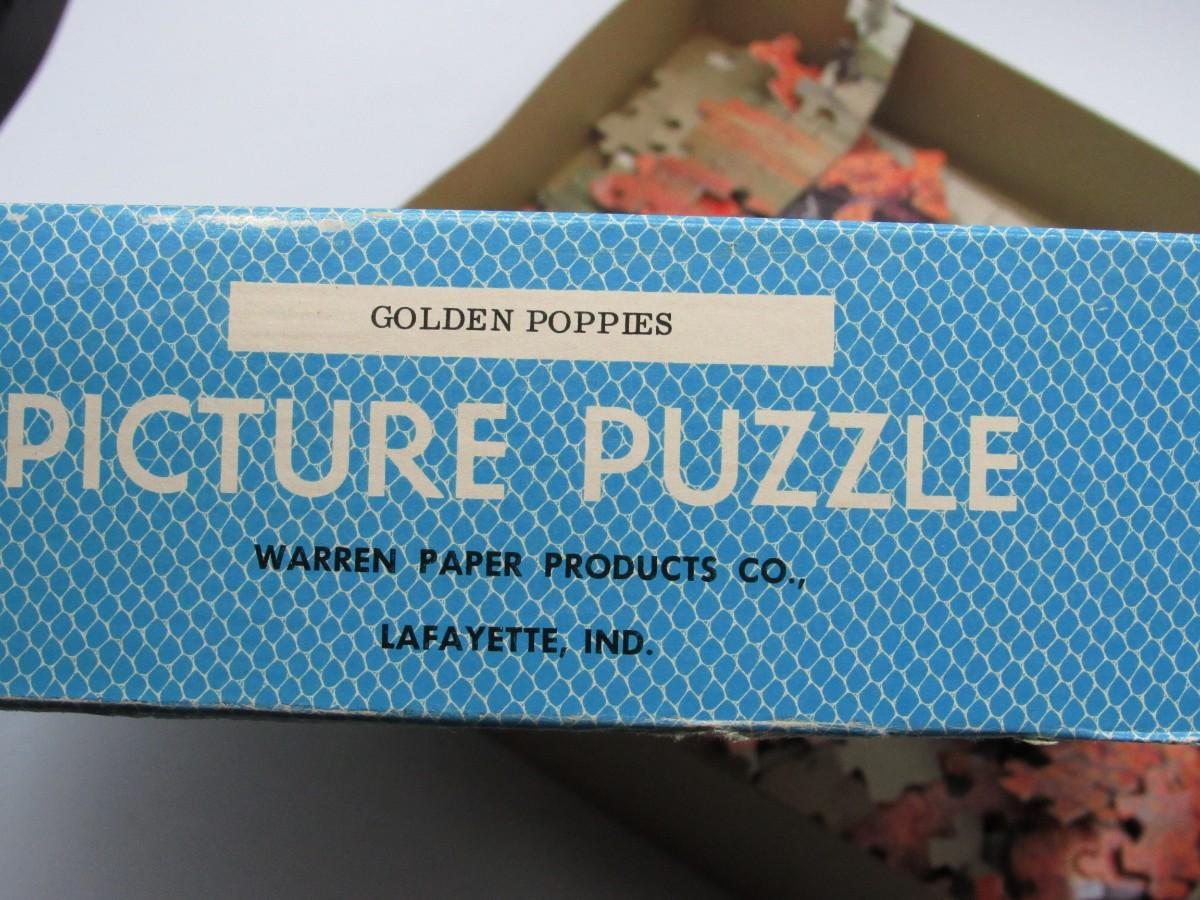 GOLDEN POPPIES
PICTURE PUZZLE
WARREN PAPER PRODUCTS CO.,
LAFAYETTE, IND.